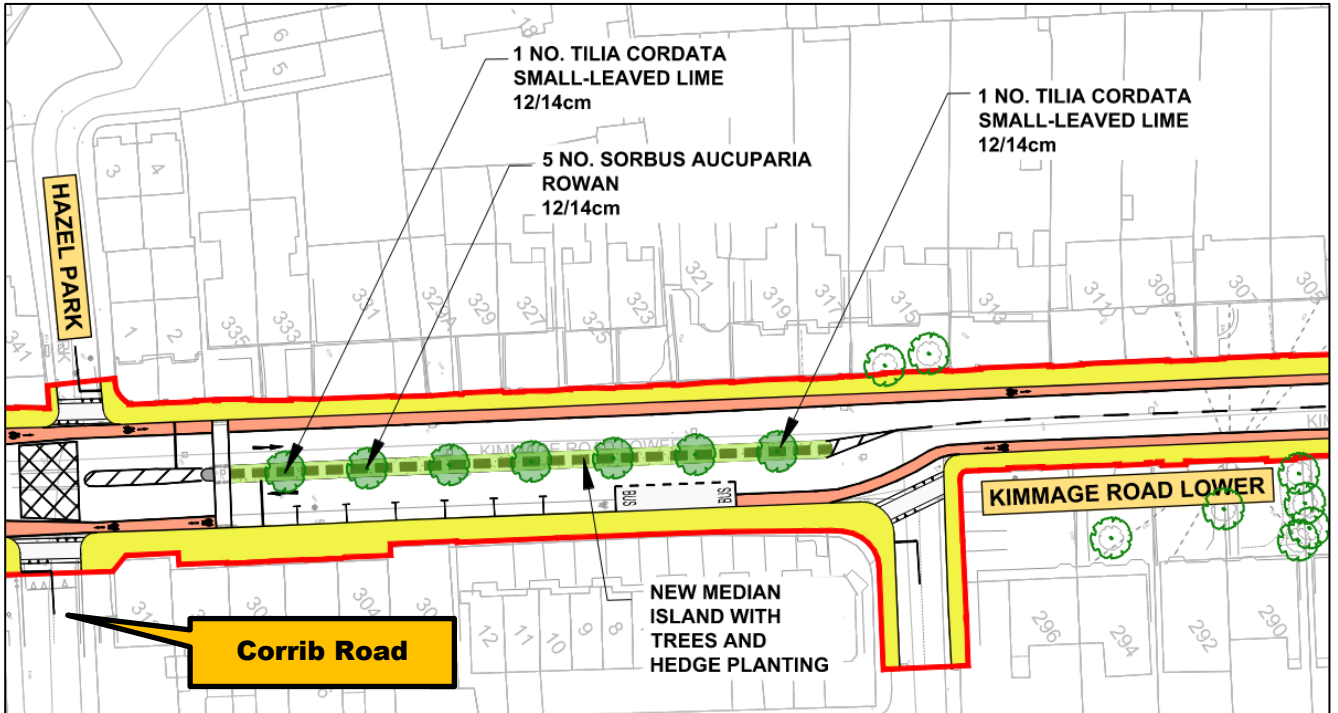 1 NO. TILIA CORDATA
SMALL-LEAVED LIME
12/14cm
1 NO. TILIA CORDATA
SMALL-LEAVED LIME
12/14cm
5 NO. SORBUS AUCUPARIA
ROWAN
12/14cm
18
6
5
3
4
HAZEL PARK
341
1
2
335
333
331
329A
329
327
325
323
321
319
317
315
313
311
309
307
305
KIMMAGE ROAD LOWER
BUS
BUS
KIMMAGE ROAD LOWER
NEW MEDIAN
ISLAND WITH
TREES AND
HEDGE PLANTING
Corrib Road
304
12
11
10
9
8
296
294
292
290